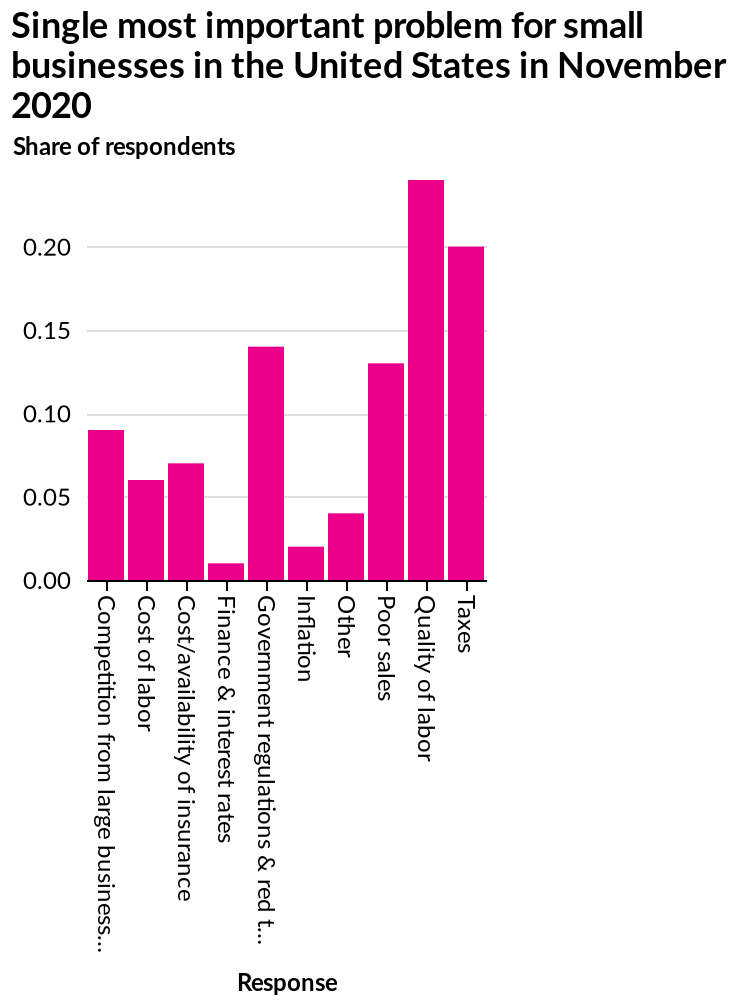 Single most important problem for small
businesses in the United States in November
2020
Share of respondents
0.20
0.15
0.10
0.05
0.00
Competition from large business...
Cost of labor
Cost/availability of insurance
Finance & interest rates
Government regulations & red t...
Inflation
Other
Poor sales
Quality of labor
Taxes
Response